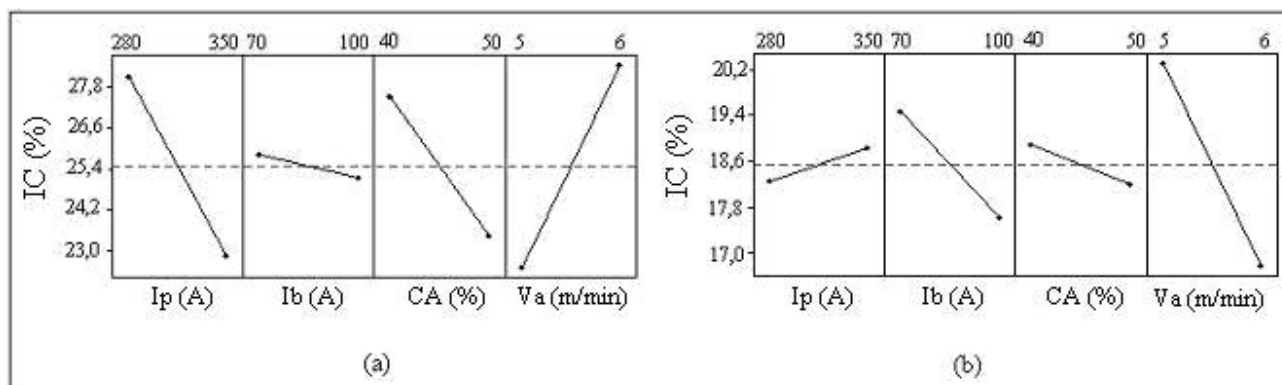 280 350 70 100 40 50 5 6
27,8
26,6
25,4
24,2
23,0
IC (%)
Ip (A) Ib (A) CA (%) Va (m/min)
(a)
280 350 70 100 40 50 5 6
20,2
19,4
18,6
17,8
17,0
IC (%)
Ip (A) Ib (A) CA (%) Va (m/min)
(b)